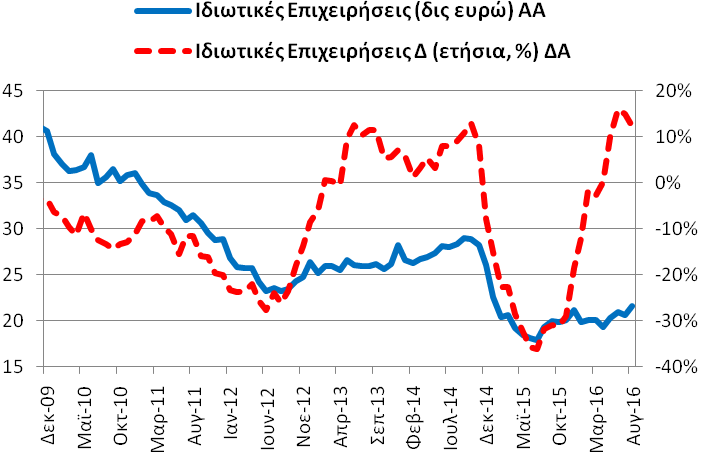 Ιδιωτικές Επιχειρήσεις (δις ευρώ) ΑΑ
Ιδιωτικές Επιχειρήσεις Δ (ετήσια, %) ΔΑ
45
40
35
30
25
20
15
20%
10%
0%
-10%
-20%
-30%
-40%
Δεκ-09
Μαϊ-10
Οκτ-10
Μαρ-11
Αυγ-11
Ιαν-12
Ιουν-12
Νοε-12
Απρ-13
Σεπ-13
Φεβ-14
Ιουλ-14
Δεκ-14
Μαϊ-15
Οκτ-15
Μαρ-16
Αυγ-16